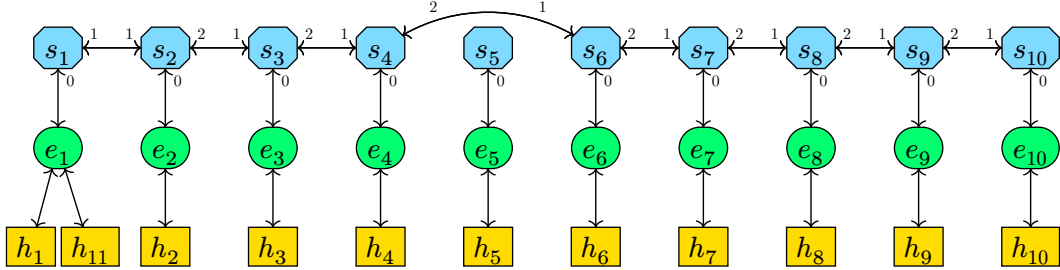 2 1
s₁ 1 1 s₂ 2 1 s₃ 2 1 s₄ s₅ s₆ 2 1 s₇ 2 1 s₈ 2 1 s₉ 2 1 s₁₀
0 0 0 0 0 0 0 0 0 0
e₁ e₂ e₃ e₄ e₅ e₆ e₇ e₈ e₉ e₁₀
h₁ h₁₁ h₂ h₃ h₄ h₅ h₆ h₇ h₈ h₉ h₁₀